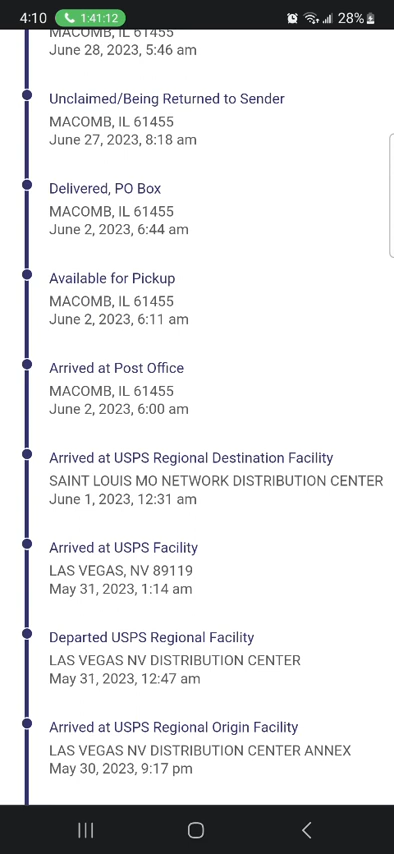 4:10 1:41:12 28%
MACOMB, IL 61455
June 28, 2023, 5:46 am
Unclaimed/Being Returned to Sender
MACOMB, IL 61455
June 27, 2023, 8:18 am
Delivered, PO Box
MACOMB, IL 61455
June 2, 2023, 6:44 am
Available for Pickup
MACOMB, IL 61455
June 2, 2023, 6:11 am
Arrived at Post Office
MACOMB, IL 61455
June 2, 2023, 6:00 am
Arrived at USPS Regional Destination Facility
SAINT LOUIS MO NETWORK DISTRIBUTION CENTER
June 1, 2023, 12:31 am
Arrived at USPS Facility
LAS VEGAS, NV 89119
May 31, 2023, 1:14 am
Departed USPS Regional Facility
LAS VEGAS NV DISTRIBUTION CENTER
May 31, 2023, 12:47 am
Arrived at USPS Regional Origin Facility
LAS VEGAS NV DISTRIBUTION CENTER ANNEX
May 30, 2023, 9:17 pm